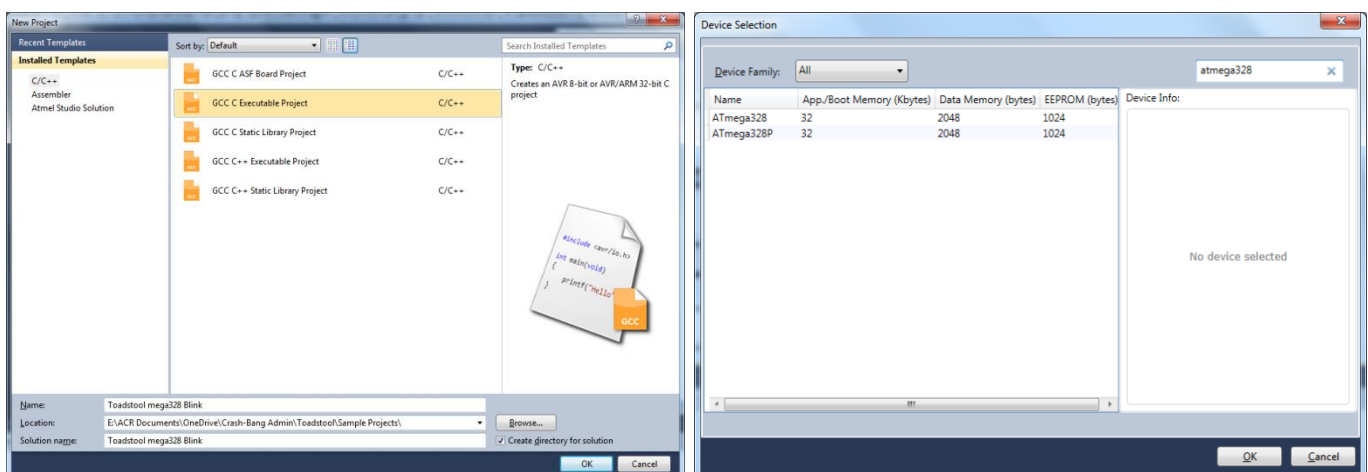 New Project
Recent Templates
Installed Templates
C/C++
Assembler
Atmel Studio Solution
Sort by: Default
Search Installed Templates
GCC C ASF Board Project C/C++
GCC C Executable Project C/C++
GCC C Static Library Project C/C++
GCC C++ Executable Project C/C++
GCC C++ Static Library Project C/C++
Type: C/C++
Creates an AVR 8-bit or AVR/ARM 32-bit C
project
#include <avr/io.h>
int main(void)
{
printf("Hello"
}
GCC
Name: Toadstool mega328 Blink
Location: E:\ACR Documents\OneDrive\Crash-Bang Admin\Toadstool\Sample Projects\
Browse...
Solution name: Toadstool mega328 Blink
Create directory for solution
OK Cancel
Device Selection
Device Family: All
atmega328
Name App./Boot Memory (Kbytes) Data Memory (bytes) EEPROM (bytes)
ATmega328 32 2048 1024
ATmega328P 32 2048 1024
Device Info:
No device selected
OK Cancel